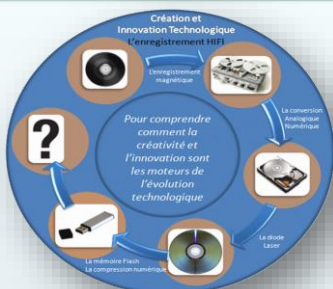 Création et
Innovation Technologique
L'enregistrement HIFI
L'enregistrement
magnétique
La conversion
Analogique
Numérique
Pour comprendre
comment la
créativité et
l'innovation sont
les moteurs de
l'évolution
technologique
?
La diode
Laser
La mémoire Flash
La compression numérique